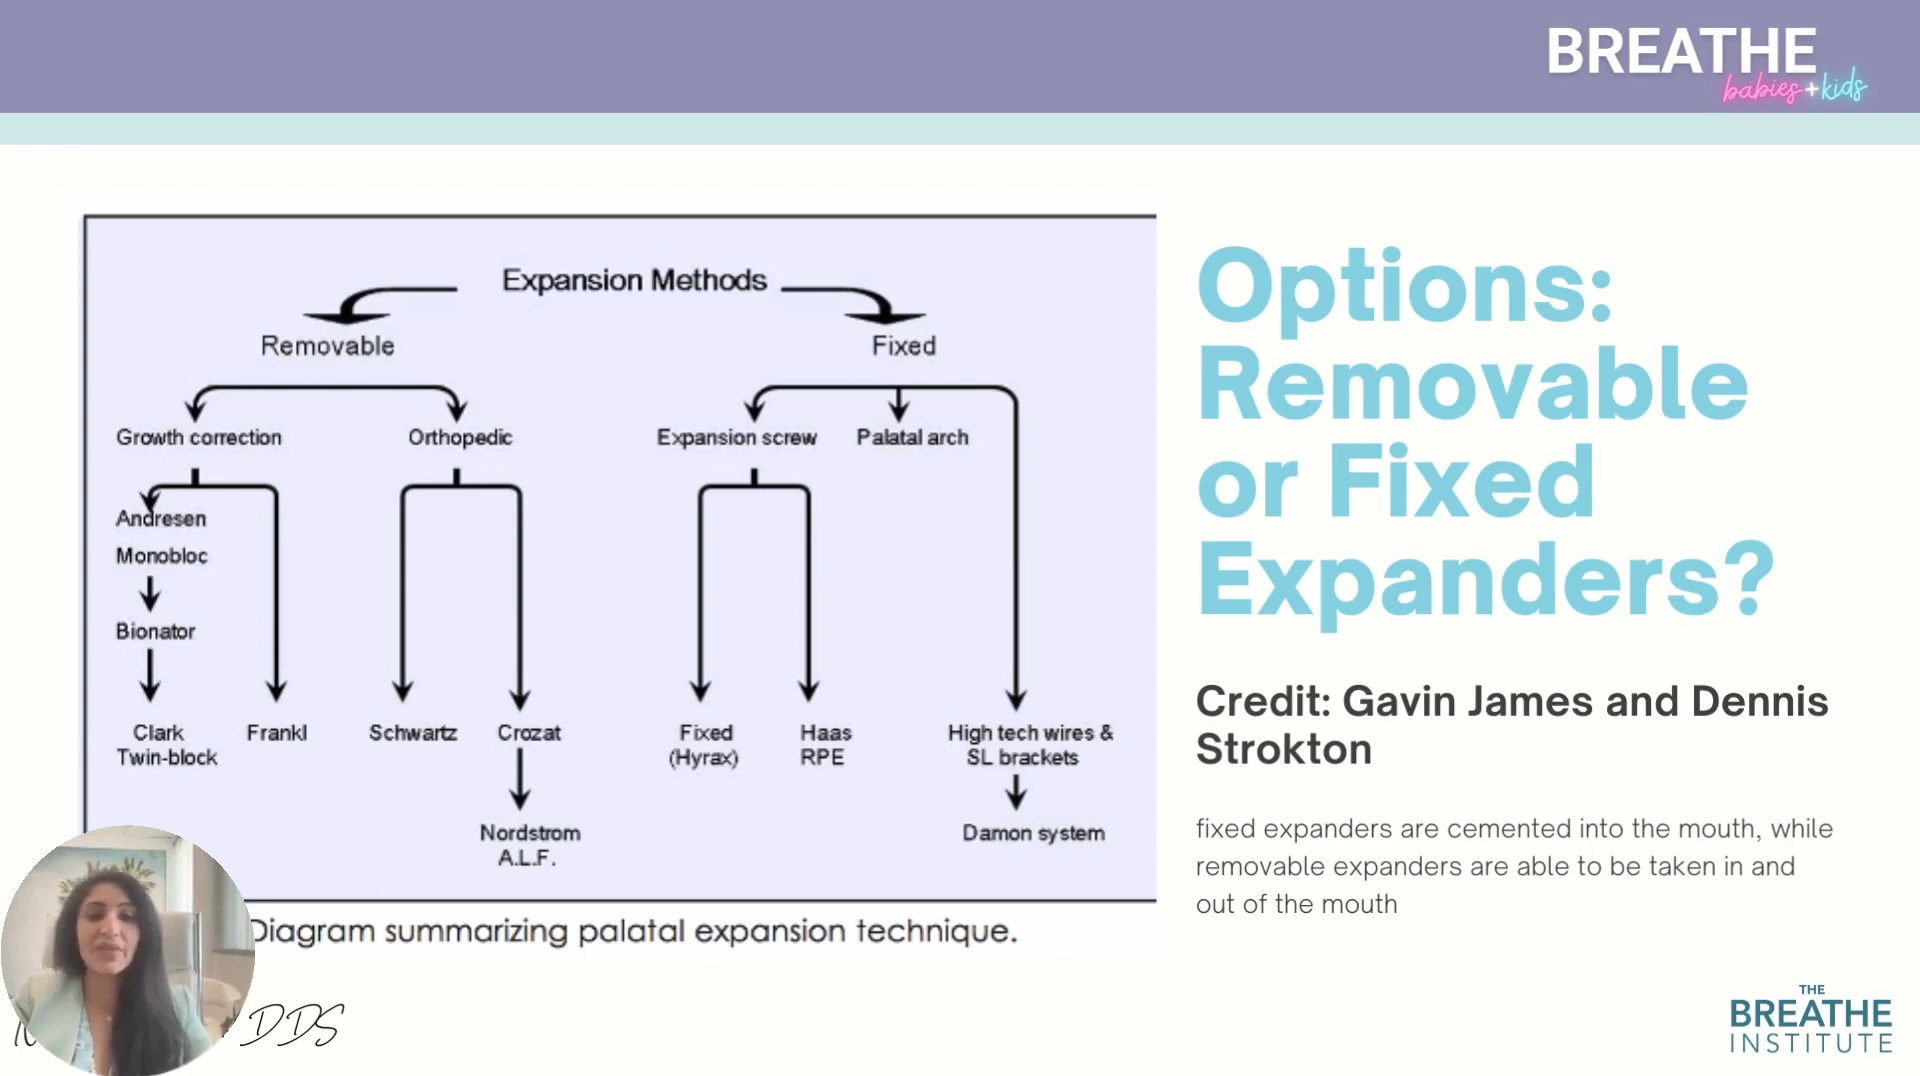 BREATHE
babies+kids
Expansion Methods
Removable
Fixed
Growth correction
Orthopedic
Expansion screw
Palatal arch
Andresen
Monobloc
Bionator
Clark
Twin-block
Frankl
Schwartz
Crozat
Nordstrom
A.L.F.
Fixed
(Hyrax)
Haas
RPE
High tech wires &
SL brackets
Damon system
Diagram summarizing palatal expansion technique.
Options:
Removable
or Fixed
Expanders?
Credit: Gavin James and Dennis
Strokton
fixed expanders are cemented into the mouth, while
removable expanders are able to be taken in and
out of the mouth
DDS
THE
BREATHE
INSTITUTE